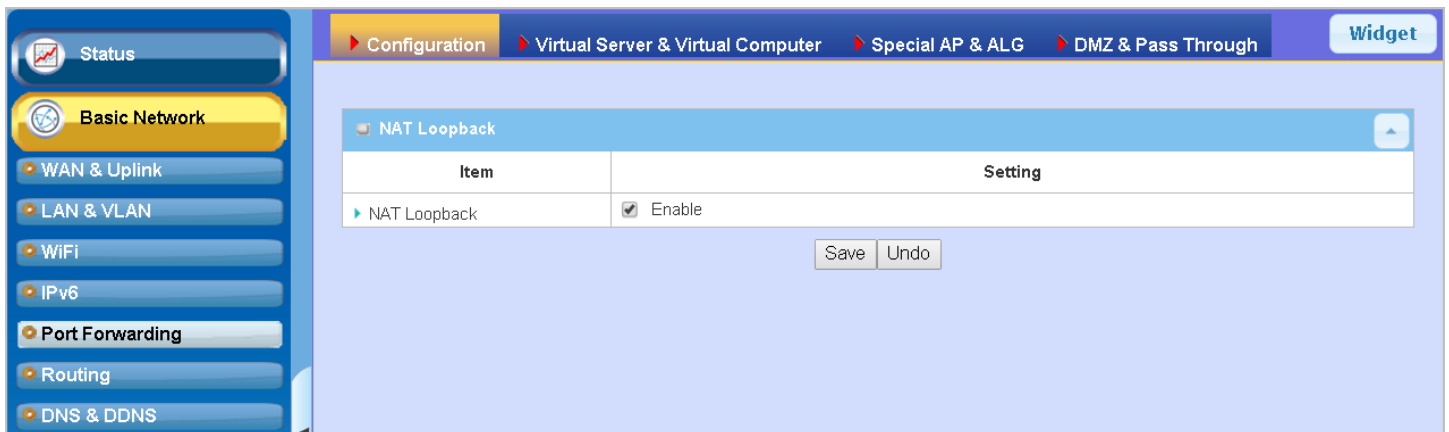 Status
Basic Network
WAN & Uplink
LAN & VLAN
WiFi
IPv6
Port Forwarding
Routing
DNS & DDNS
Configuration Virtual Server & Virtual Computer Special AP & ALG DMZ & Pass Through Widget
NAT Loopback
Item Setting
NAT Loopback Enable
Save Undo